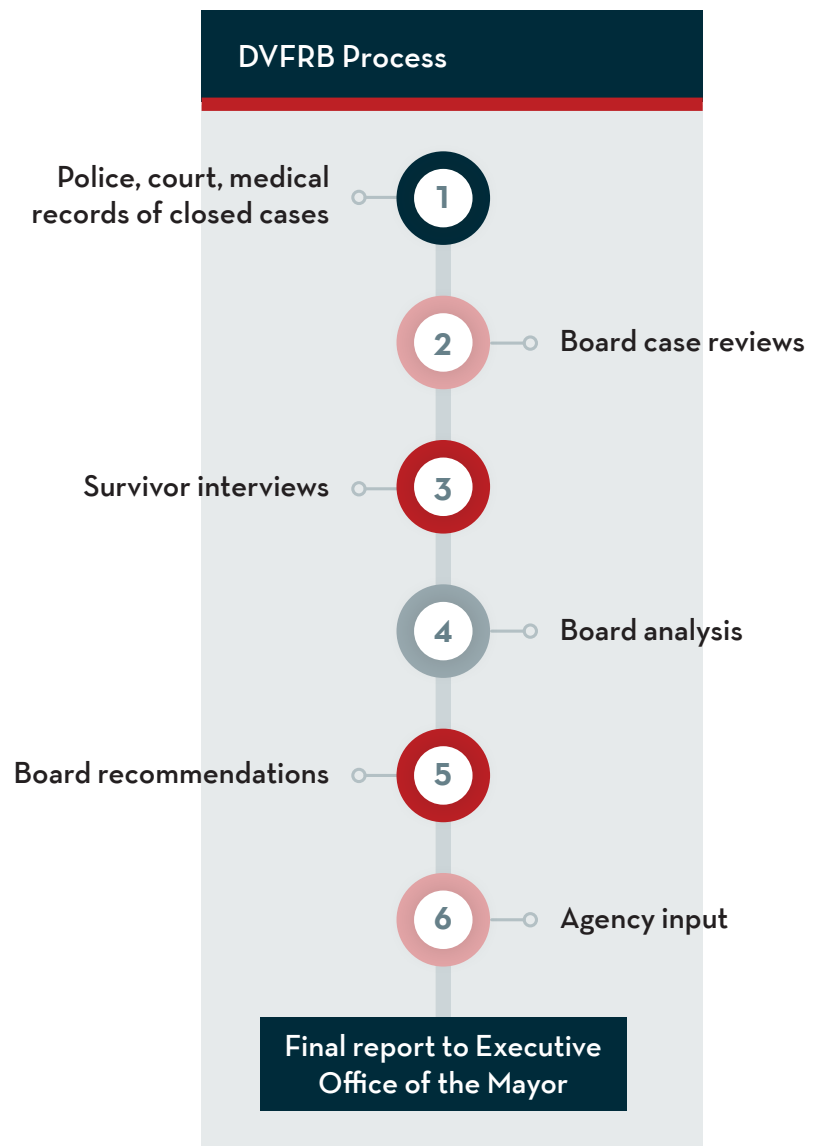 DVFRB Process
Police, court, medical
records of closed cases
1
2
Board case reviews
Survivor interviews
3
4
Board analysis
Board recommendations
5
6
Agency input
Final report to Executive
Office of the Mayor